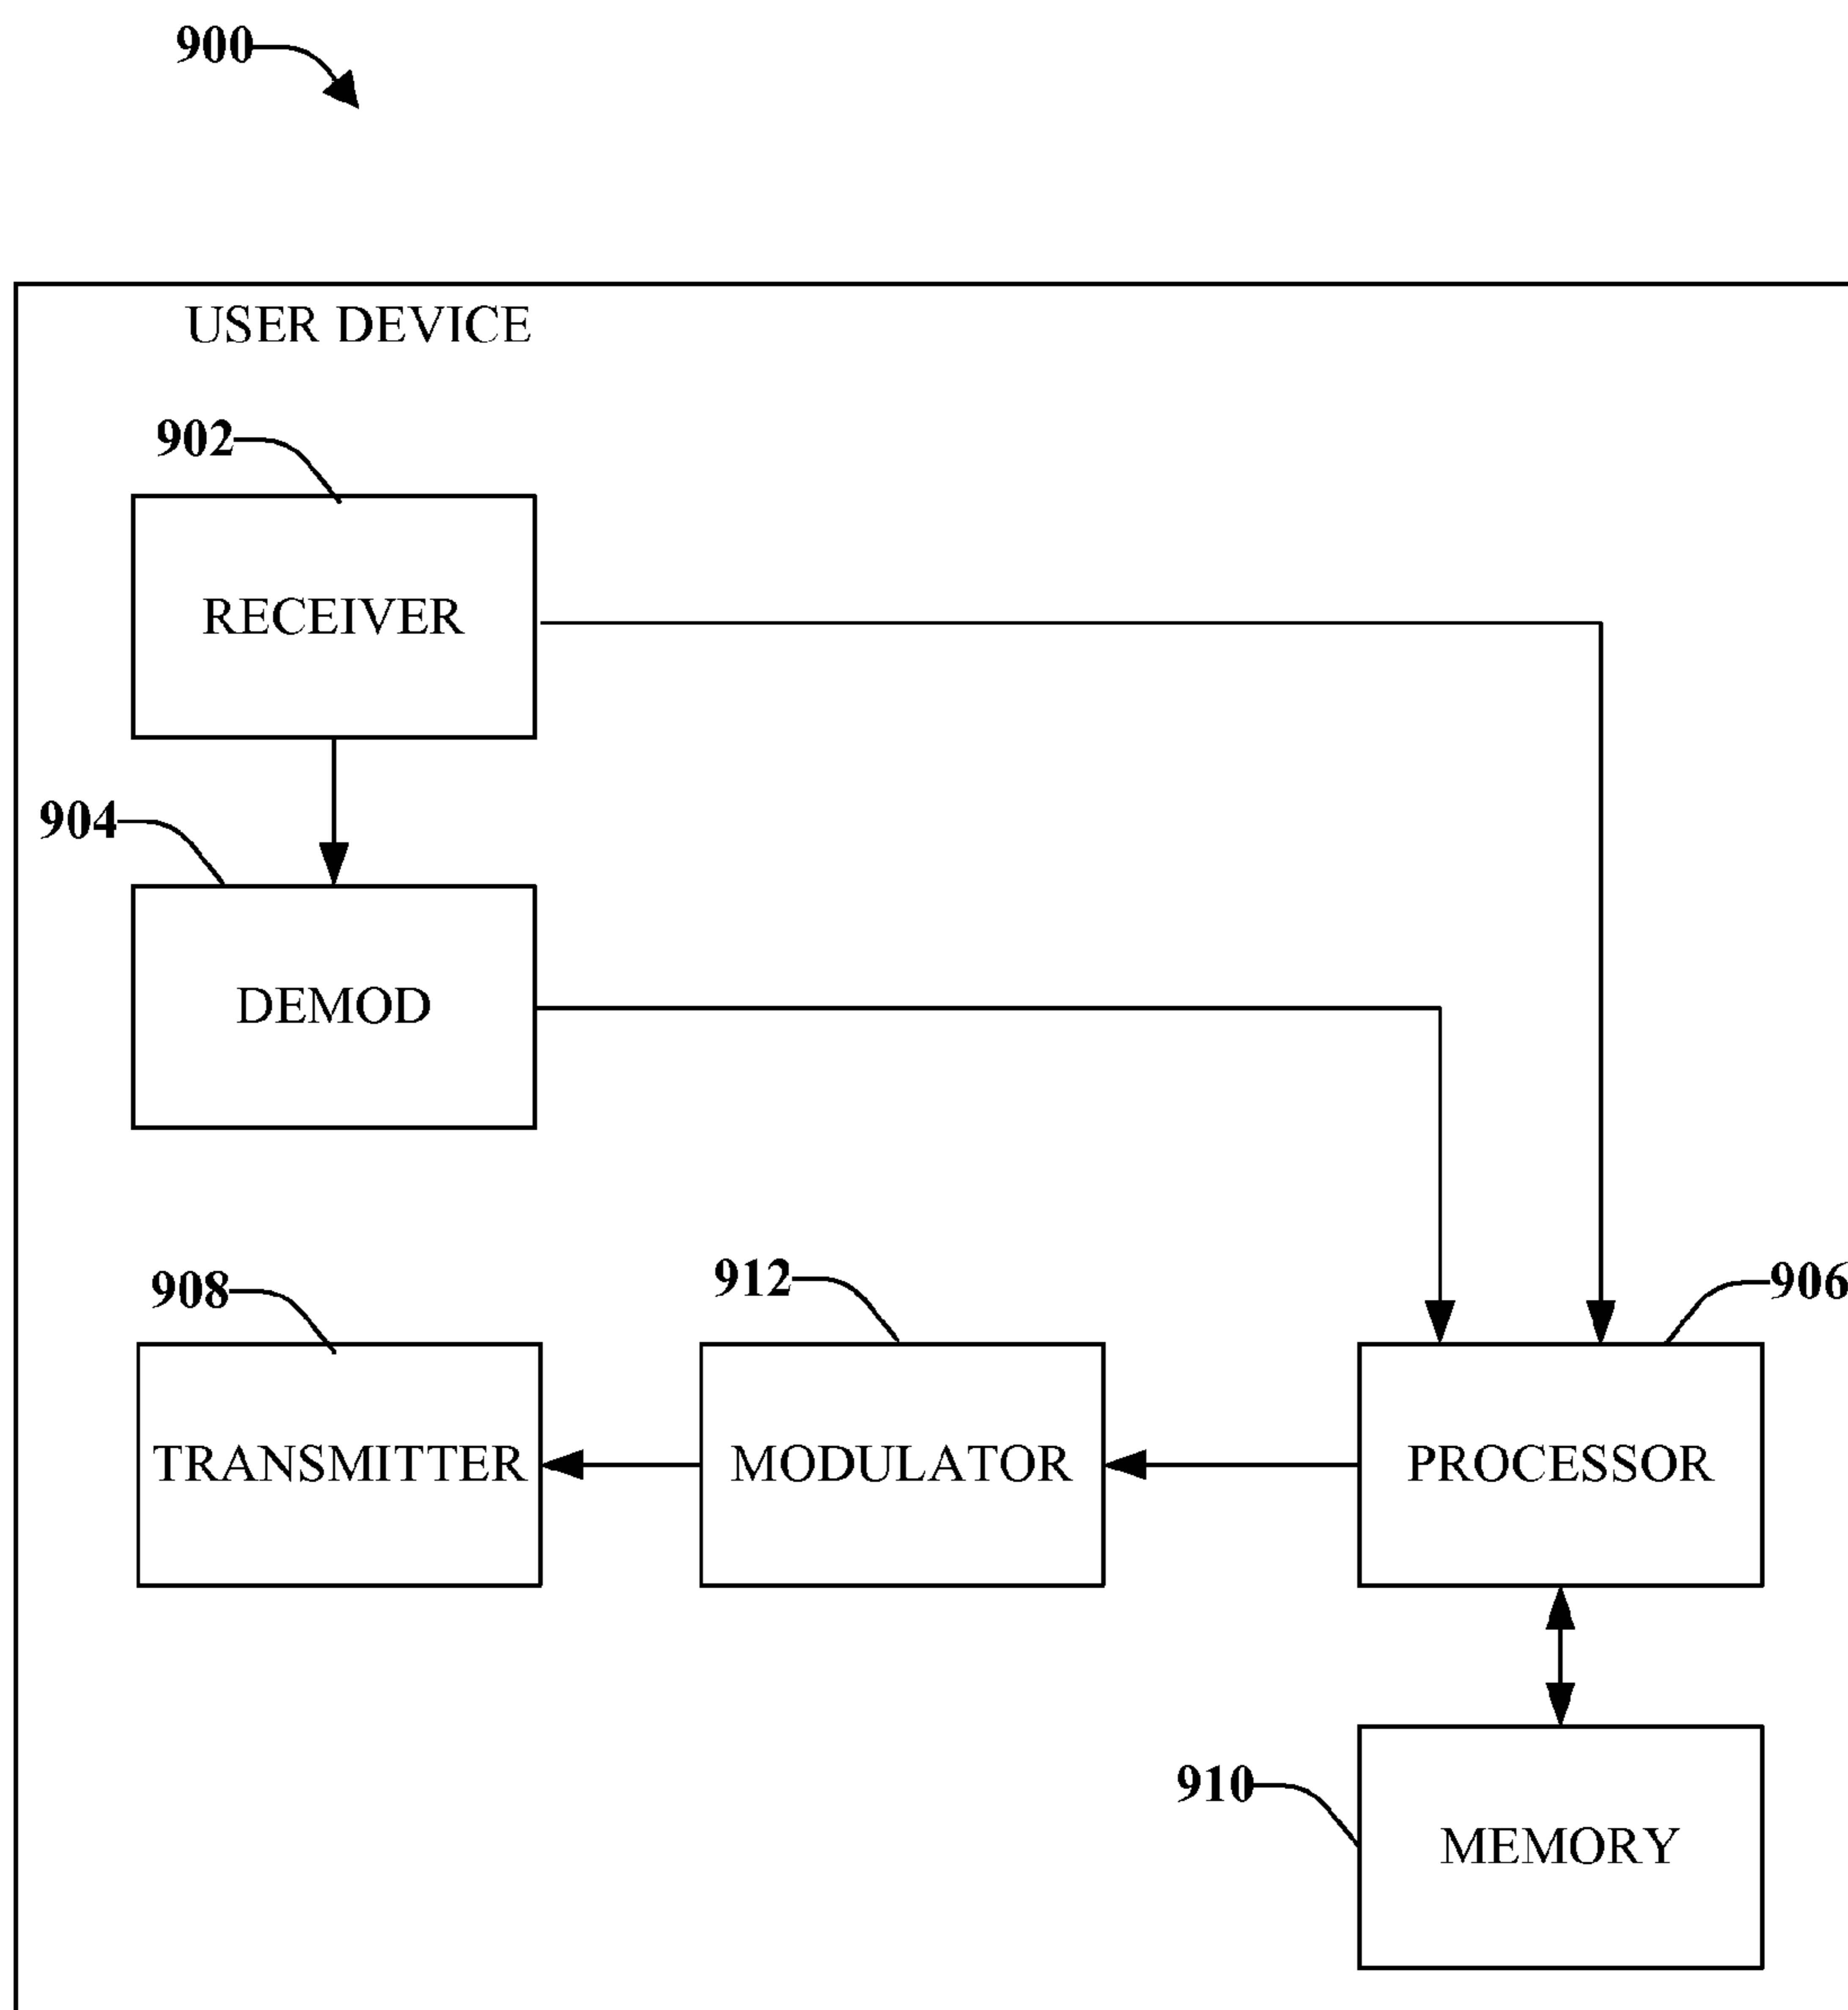 900
USER DEVICE
902
RECEIVER
904
DEMOD
908
912
906
TRANSMITTER
MODULATOR
PROCESSOR
910
MEMORY